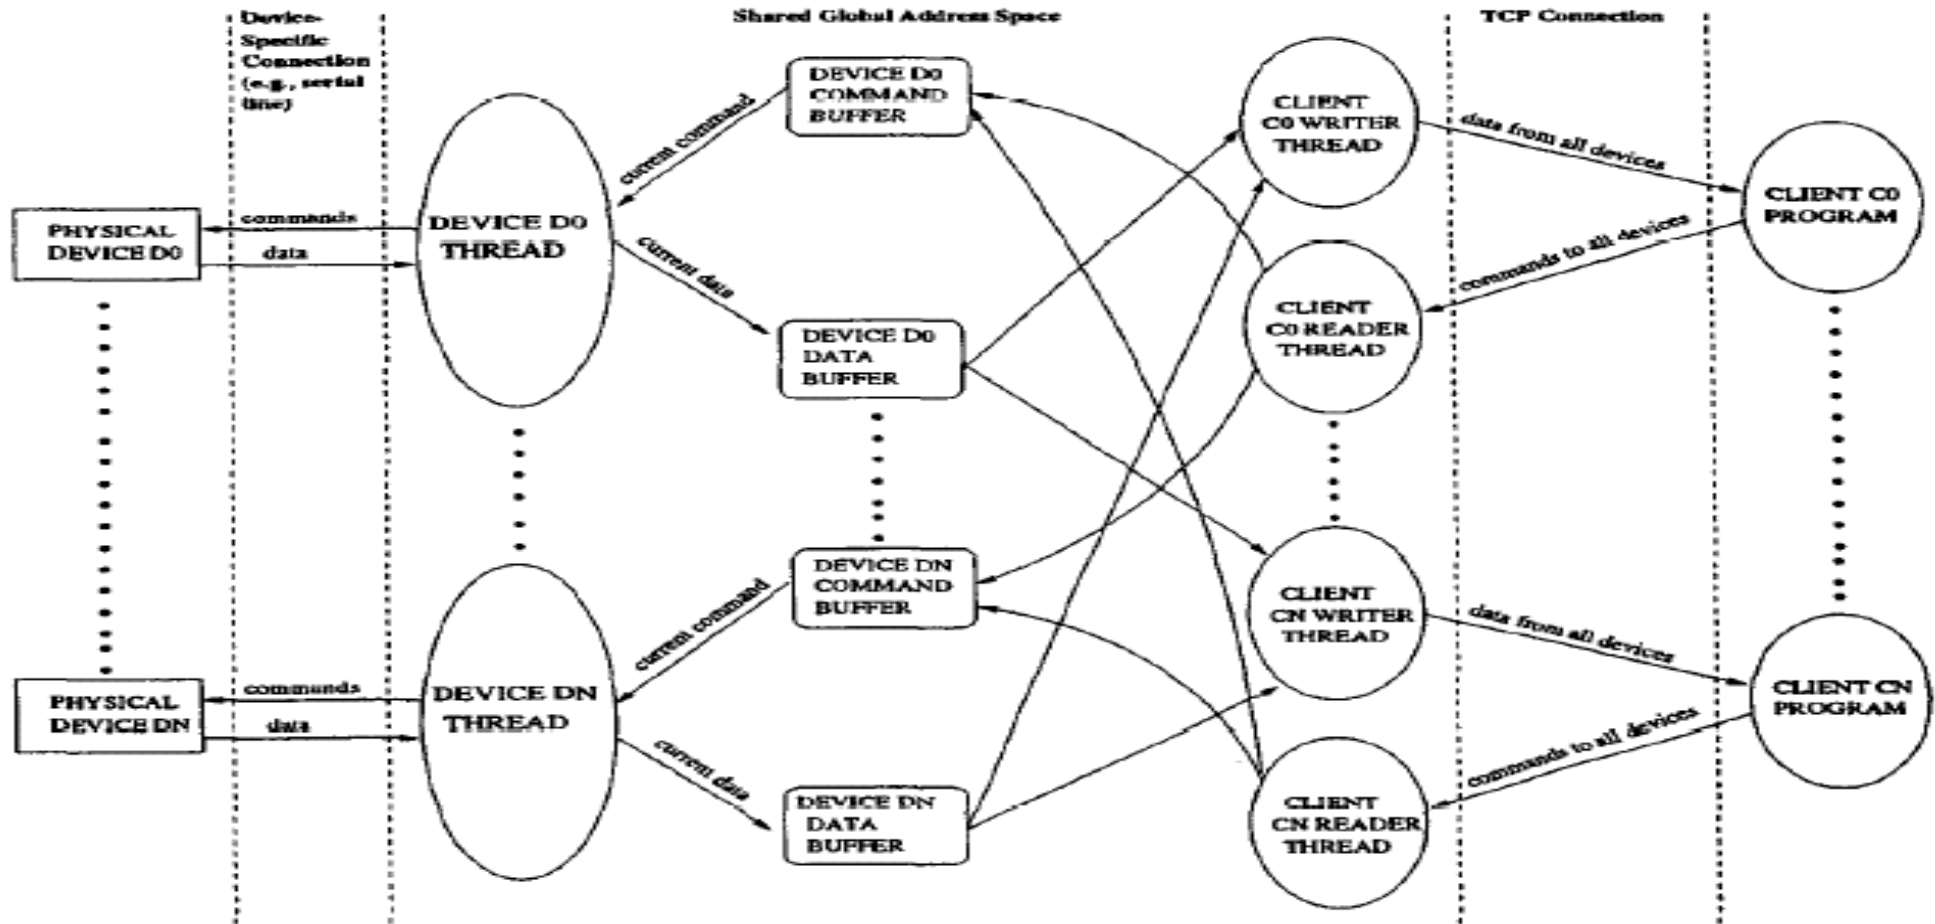 Device-
Specific
Connection
(e.g., serial
line)
Shared Global Address Space
TCP Connection
PHYSICAL
DEVICE D0
commands
data
DEVICE D0
THREAD
current command
current data
DEVICE D0
COMMAND
BUFFER
DEVICE D0
DATA
BUFFER
CLIENT
C0 WRITER
THREAD
CLIENT
C0 READER
THREAD
data from all devices
commands to all devices
CLIENT C0
PROGRAM
PHYSICAL
DEVICE DN
commands
data
DEVICE DN
THREAD
current command
current data
DEVICE DN
COMMAND
BUFFER
DEVICE DN
DATA
BUFFER
CLIENT
CN WRITER
THREAD
CLIENT
CN READER
THREAD
data from all devices
commands to all devices
CLIENT CN
PROGRAM